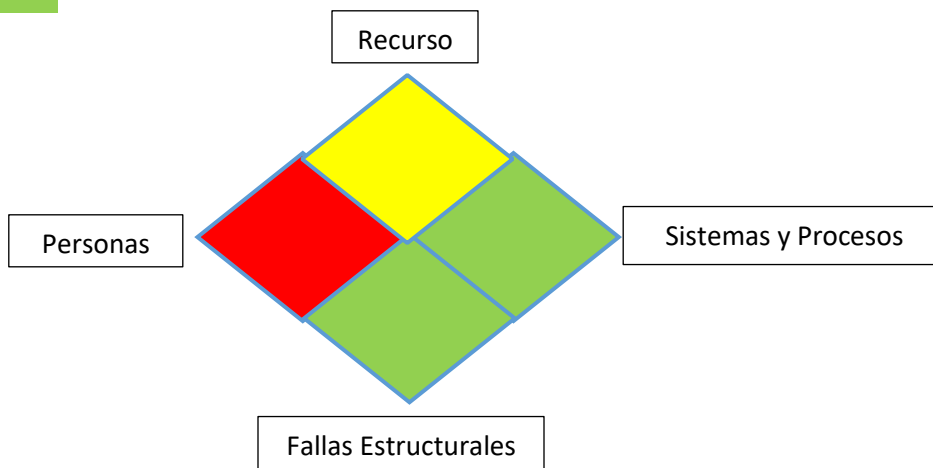 Recurso
Personas
Sistemas y Procesos
Fallas Estructurales